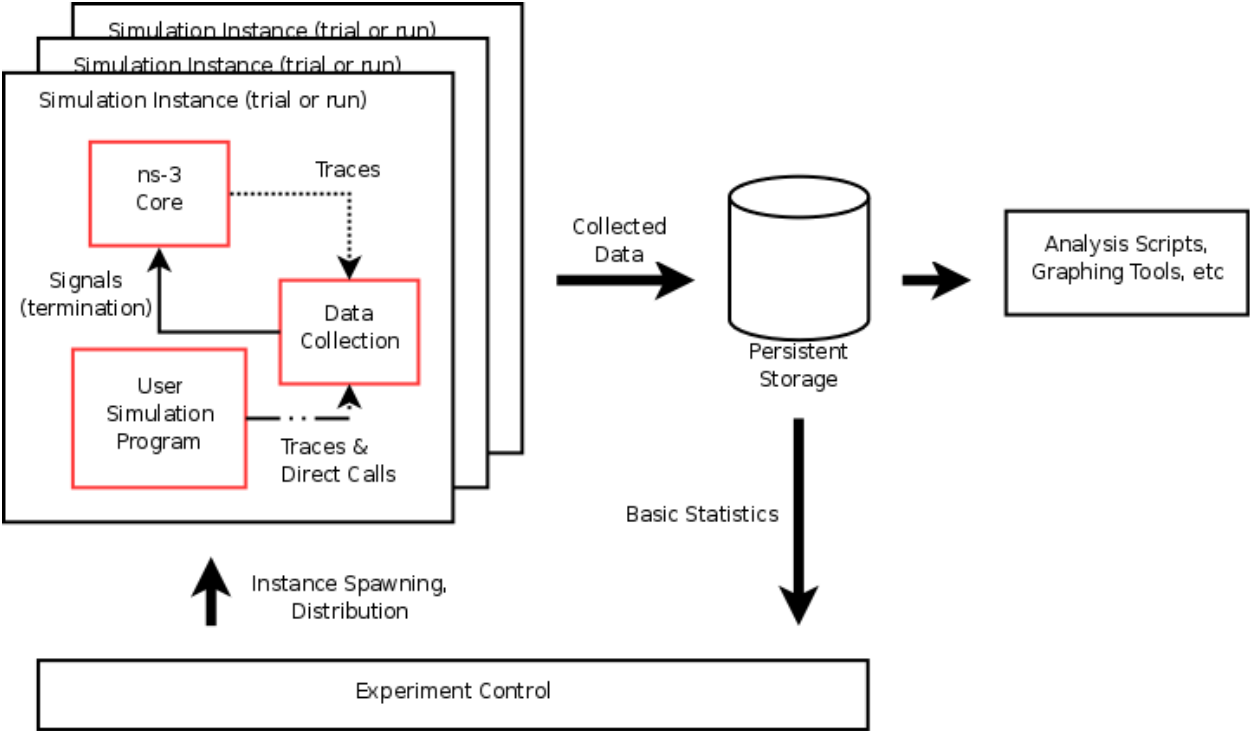 Simulation Instance (trial or run)
Simulation Instance (trial or run)
Simulation Instance (trial or run)
ns-3
Core
Traces
Signals
(termination)
Data
Collection
User
Simulation
Program
Traces &
Direct Calls
Collected
Data
Persistent
Storage
Analysis Scripts,
Graphing Tools, etc
Basic Statistics
Instance Spawning,
Distribution
Experiment Control